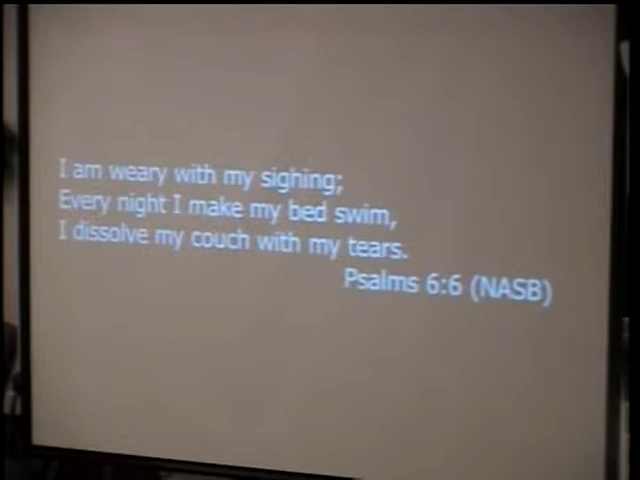 I am weary with my sighing;
Every night I make my bed swim,
I dissolve my couch with my tears.
Psalms 6:6 (NASB)